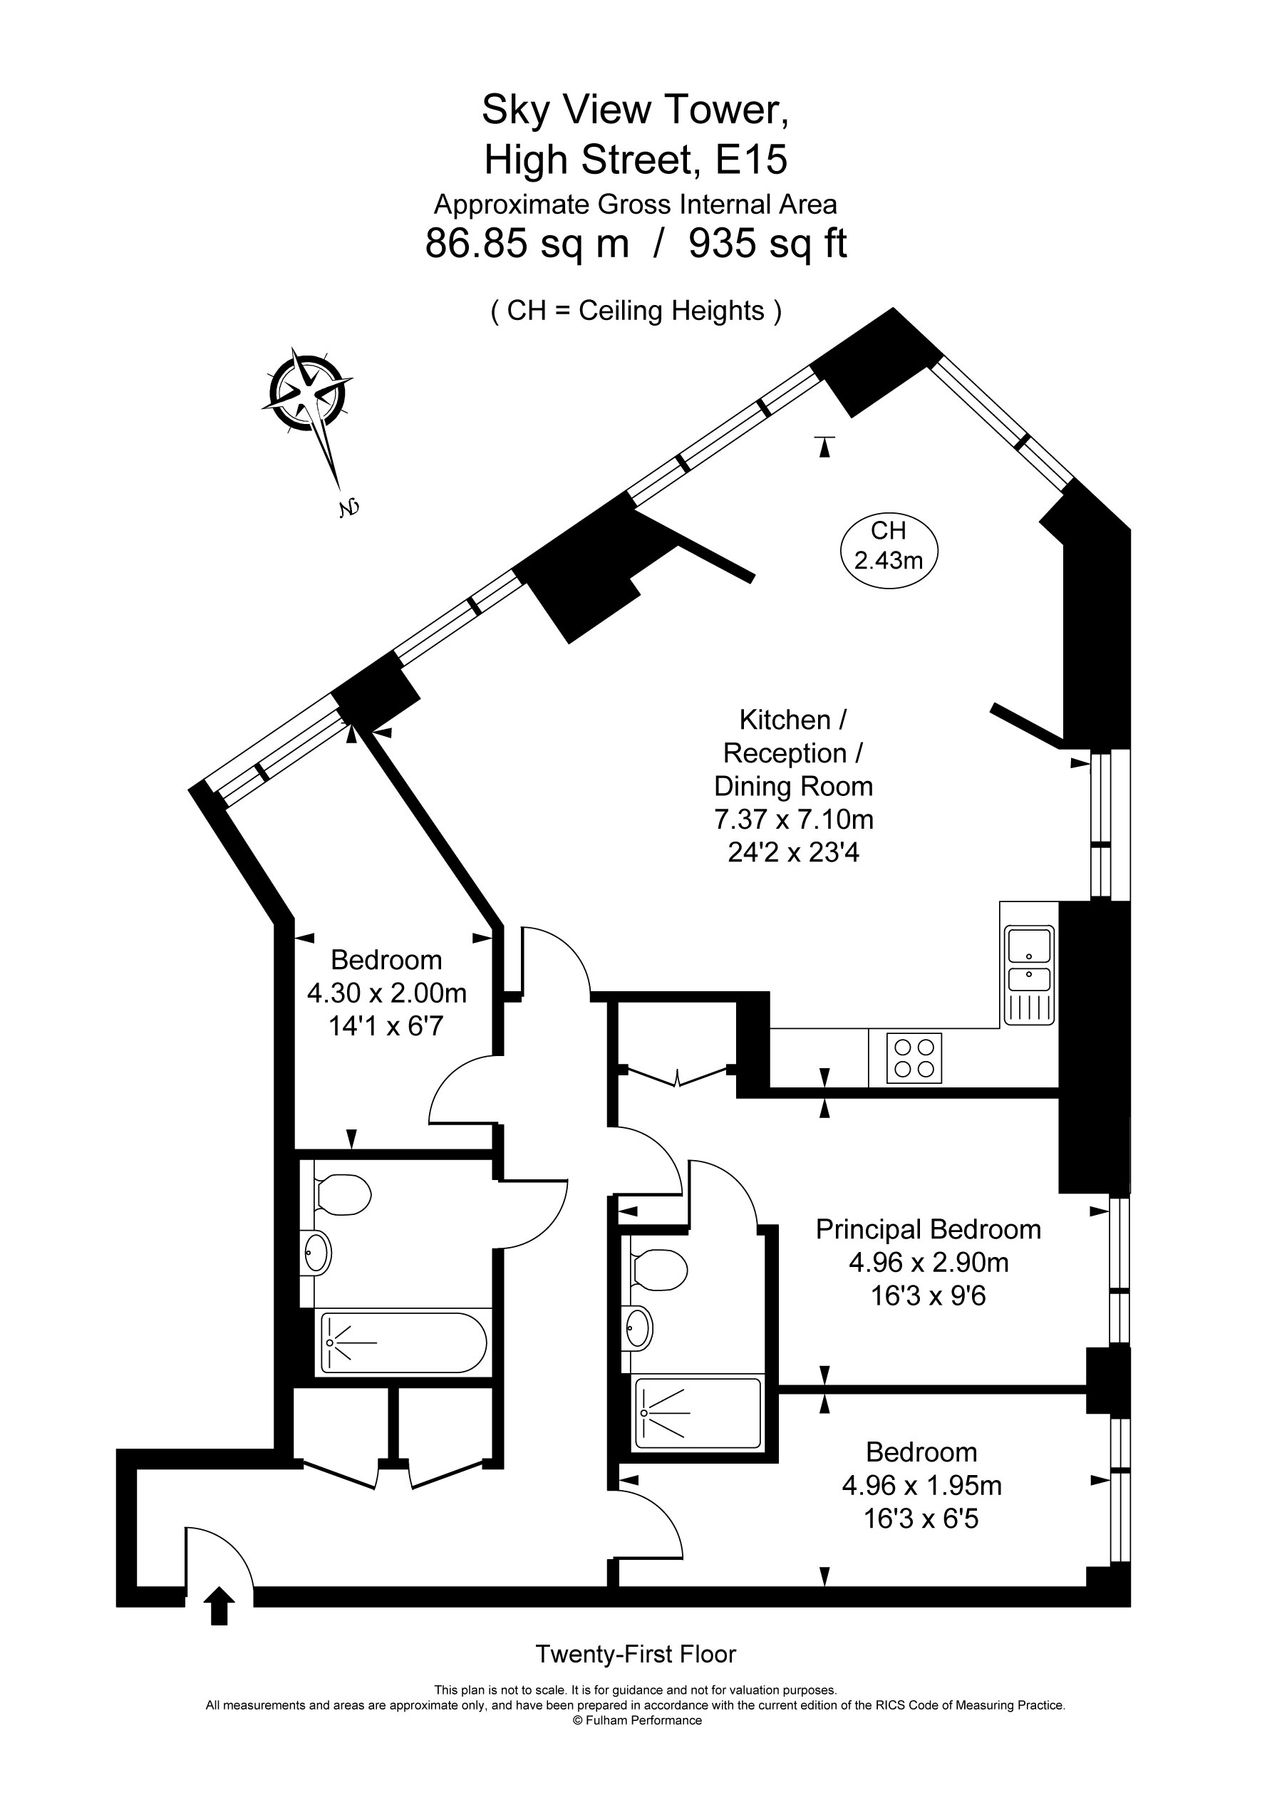 Sky View Tower,
High Street, E15
Approximate Gross Internal Area
86.85 sq m / 935 sq ft
( CH = Ceiling Heights )
N
CH
2.43m
Kitchen /
Reception /
Dining Room
7.37 x 7.10m
24'2 x 23'4
Bedroom
4.30 x 2.00m
14'1 x 6'7
Principal Bedroom
4.96 x 2.90m
16'3 x 9'6
Bedroom
4.96 x 1.95m
16'3 x 6'5
Twenty-First Floor
This plan is not to scale. It is for guidance and not for valuation purposes.
All measurements and areas are approximate only, and have been prepared in accordance with the current edition of the RICS Code of Measuring Practice.
© Fulham Performance